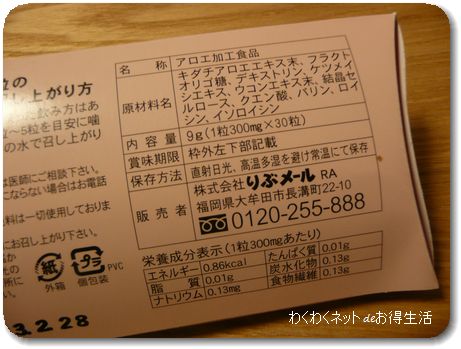 粒の
召し上がり方
飲み方はあ
～5粒を目安に噛
の水で召し上がり
は医師にご相談下さい
にならない場合はお電話
料は一切使用しておりま
お召し上がり下さい。
名 称 アロエ加工食品
原材料名 キダチアロエエキス末、フラクト
オリゴ糖、デキストリン、ケツメイ
シエキス、ウコンエキス末、結晶セ
ルロース、クエン酸、バリン、ロイ
シン、イソロイシン
内 容 量 9g(1粒300mg×30粒)
賞味期限 枠外左下部記載
保存方法 直射日光、高温多湿を避け常温にて保存
販 売 者 株式会社りぷメール RA
福岡県大牟田市長溝町22-10
0120-255-888
栄養成分表示(1粒300mgあたり)
エネルギー 0.86kcal たんぱく質 0.01g
脂 質 0.01g 炭水化物 0.13g
ナトリウム 0.13mg 食物繊維 0.13g
紙 外箱 プラ PVC
3.2.28
わくわくネットdeお得生活